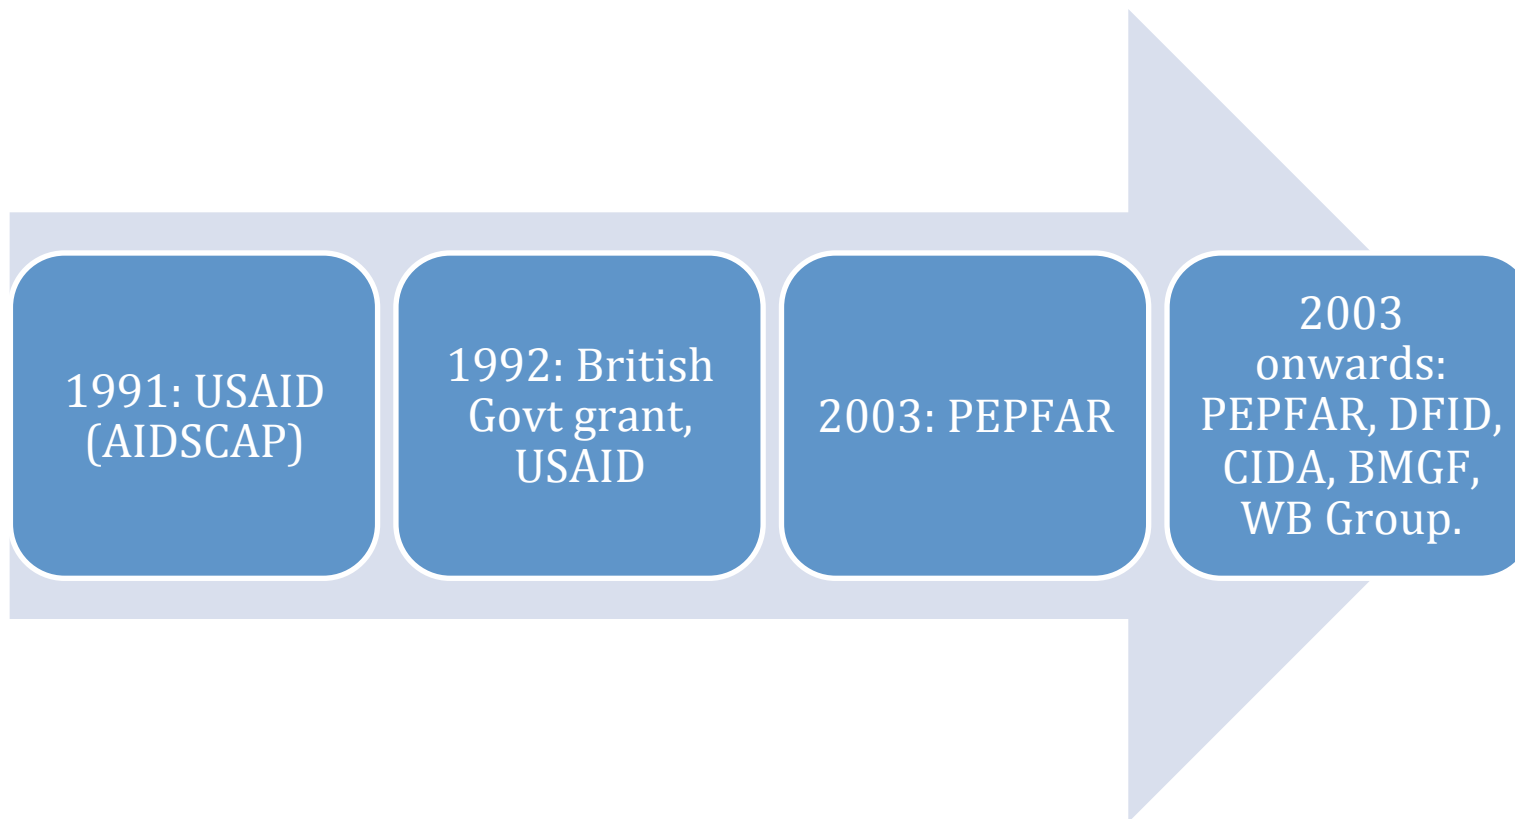 1991: USAID
(AIDSCAP)
1992: British
Govt grant,
USAID
2003: PEPFAR
2003
onwards:
PEPFAR, DFID,
CIDA, BMGF,
WB Group.